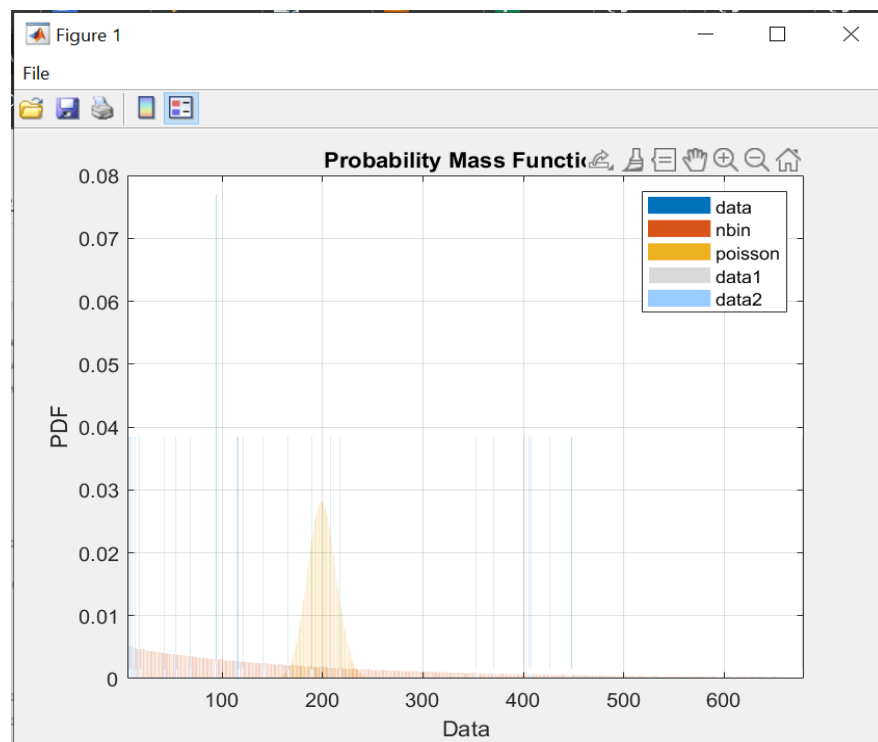 Figure 1
File
Probability Mass Functi
0.08
0.07
0.06
0.05
0.04
0.03
0.02
0.01
0
PDF
data
nbin
poisson
data1
data2
100 200 300 400 500 600
Data